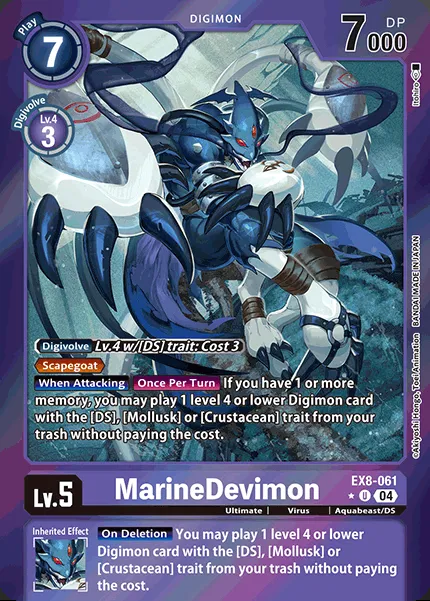 DIGIMON
Play
7
7000
DP
Digivolve
Lv.4
3
Itohiro
©Akiyoshi Hongo, Toei Animation BANDAI MADE IN JAPAN
Digivolve Lv.4 w/[DS] trait: Cost 3
Scapegoat
When Attacking Once Per Turn If you have 1 or more
memory, you may play 1 level 4 or lower Digimon card
with the [DS], [Mollusk] or [Crustacean] trait from your
trash without paying the cost.
Lv.5
MarineDevimon
EX8-061
U 04
Ultimate | Virus | Aquabeast/DS
Inherited Effect
On Deletion You may play 1 level 4 or lower
Digimon card with the [DS], [Mollusk] or
[Crustacean] trait from your trash without paying
the cost.